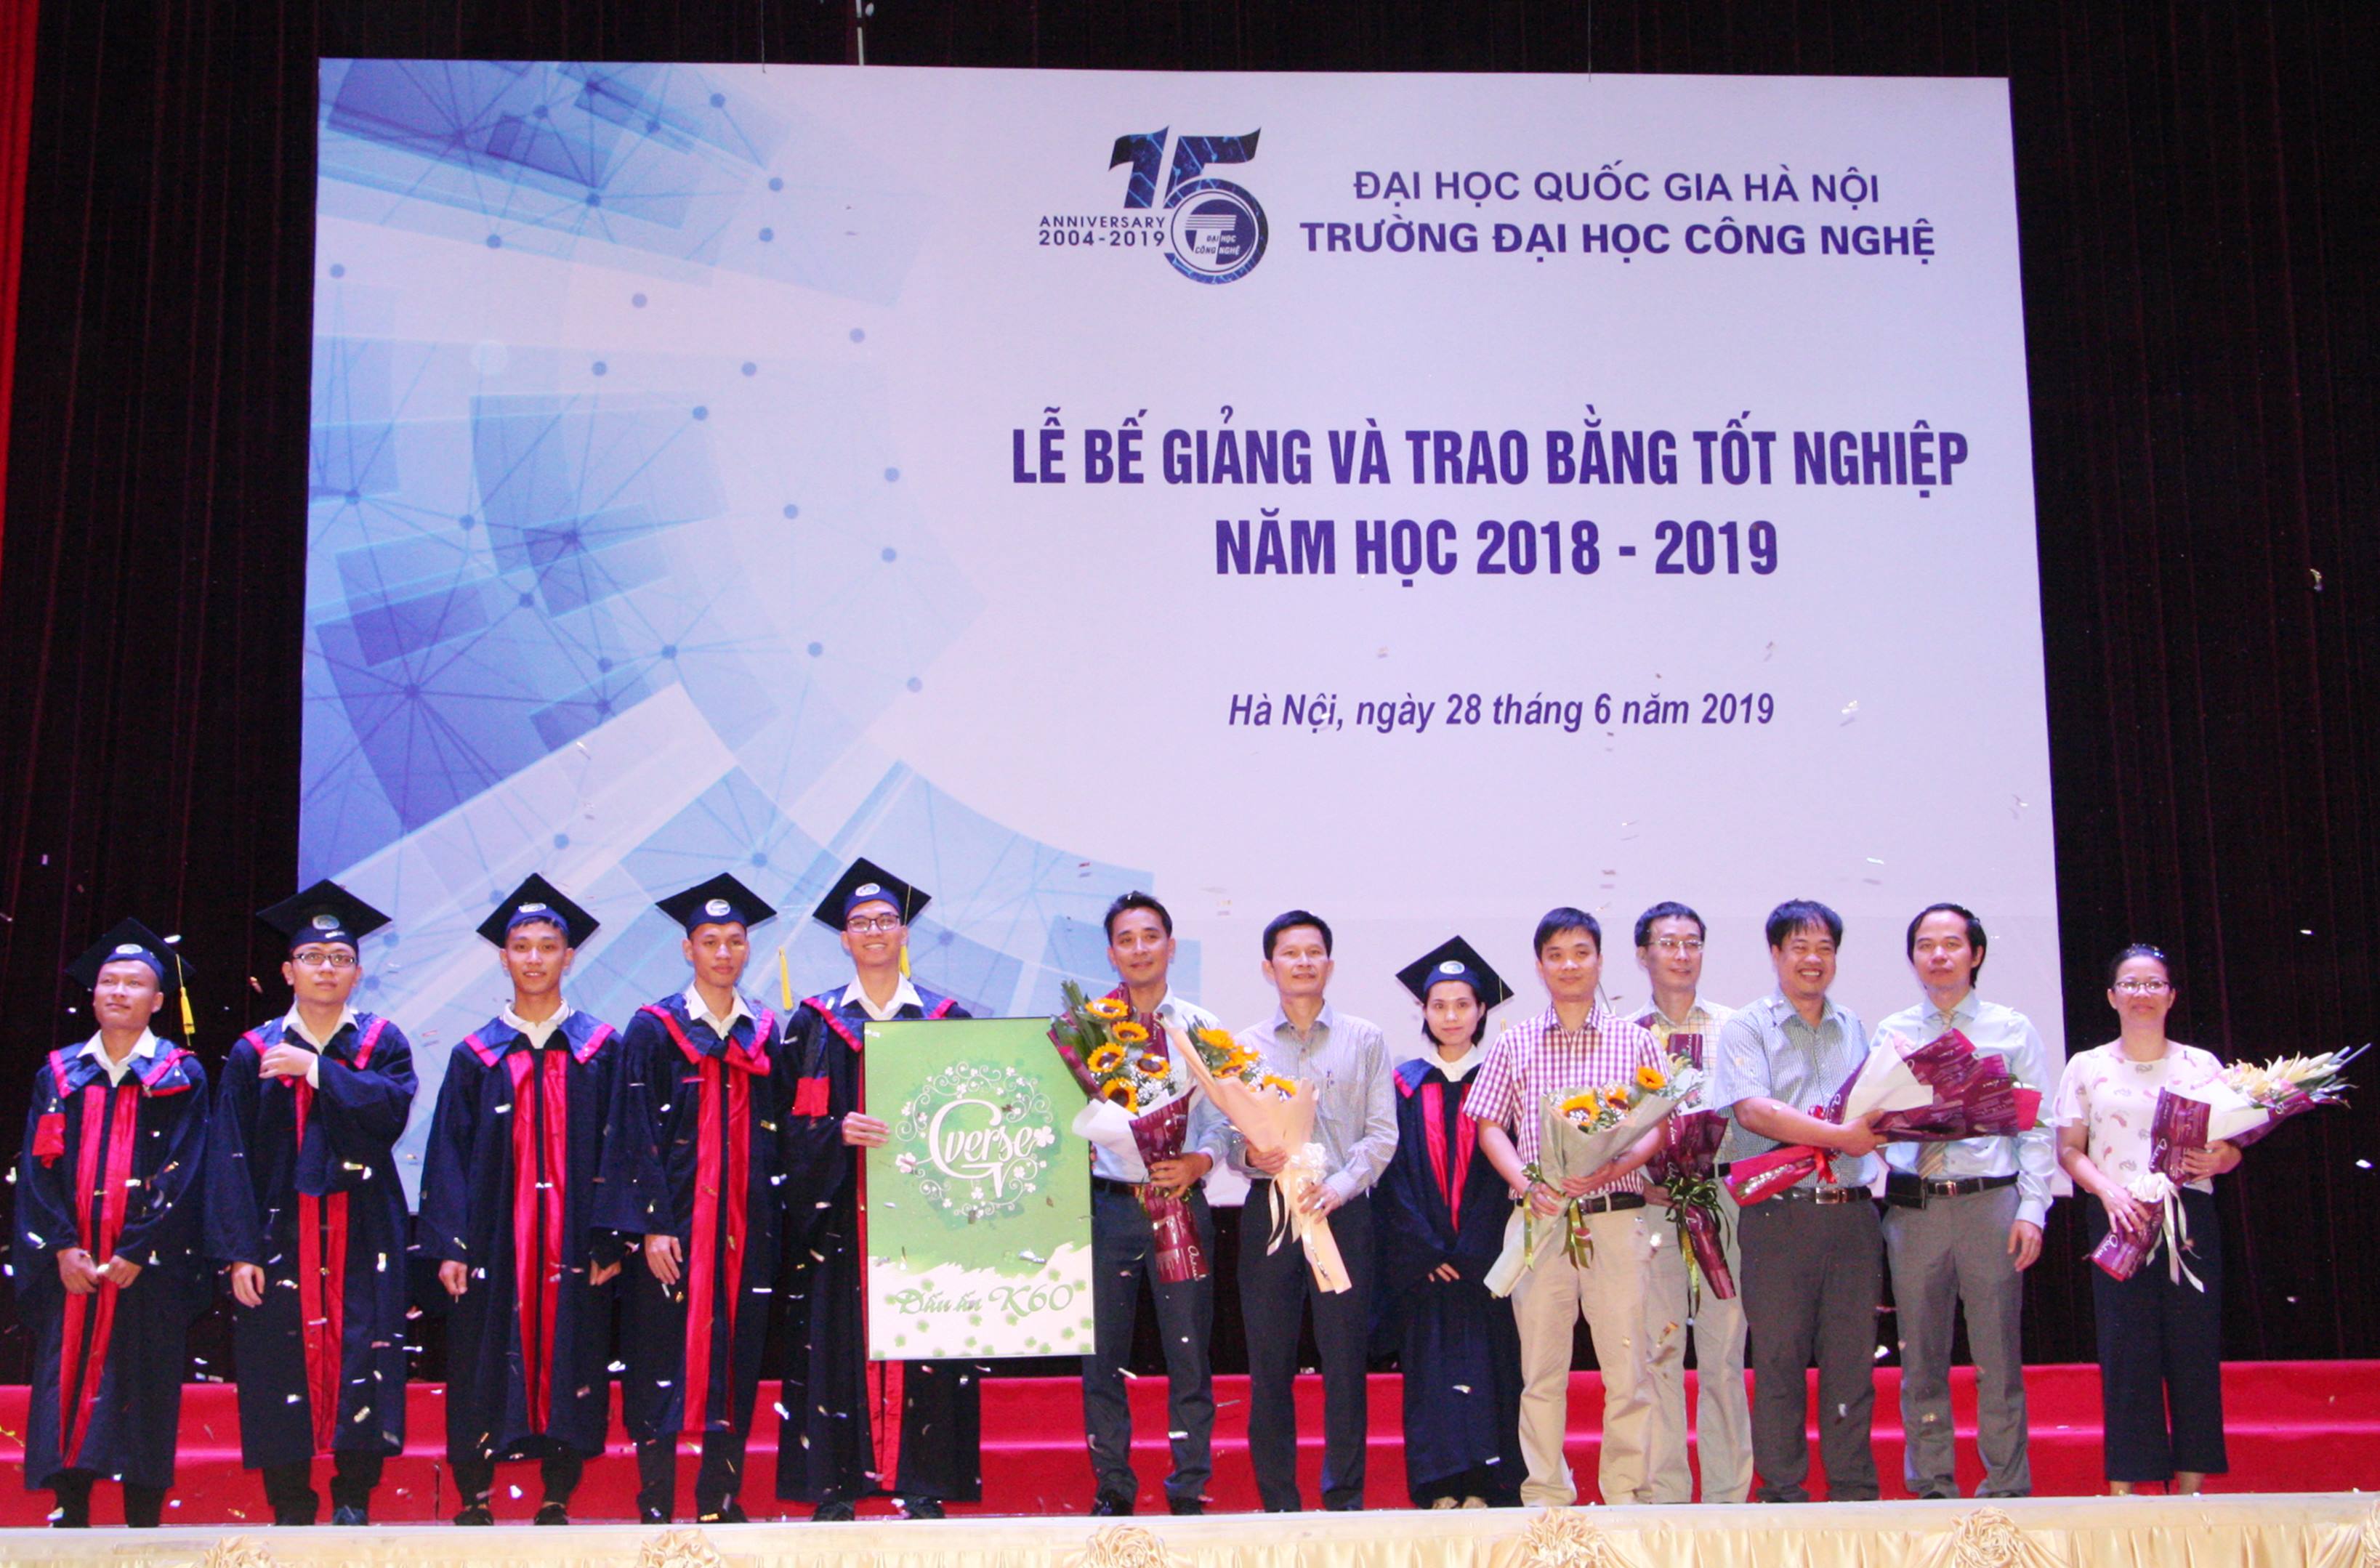 15
ANNIVERSARY
2004-2019
ĐẠI HỌC
CÔNG NGHỆ
ĐẠI HỌC QUỐC GIA HÀ NỘI
TRƯỜNG ĐẠI HỌC CÔNG NGHỆ
LỄ BẾ GIẢNG VÀ TRAO BẰNG TỐT NGHIỆP
NĂM HỌC 2018 - 2019
Hà Nội, ngày 28 tháng 6 năm 2019
Gverse
Dấu ấn K60